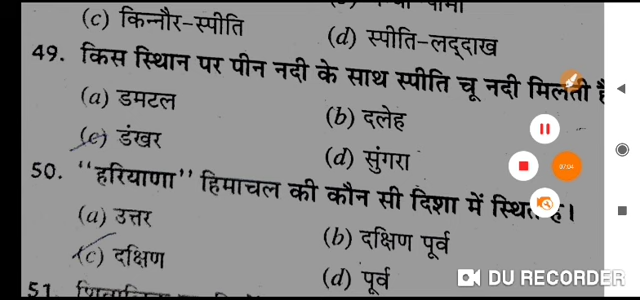 (c) किन्नौर-स्पीति
(d) स्पीति-लद्दाख
49. किस स्थान पर पीन नदी के साथ स्पीति चू नदी मिलती है
(a) डमटल
(b) दलेह
(c) डंखर
(d) सुंगरा
50. "हरियाणा" हिमाचल की कौन सी दिशा में स्थित है।
(a) उत्तर
(b) दक्षिण पूर्व
(c) दक्षिण
(d) पूर्व
51.
DU RECORDER